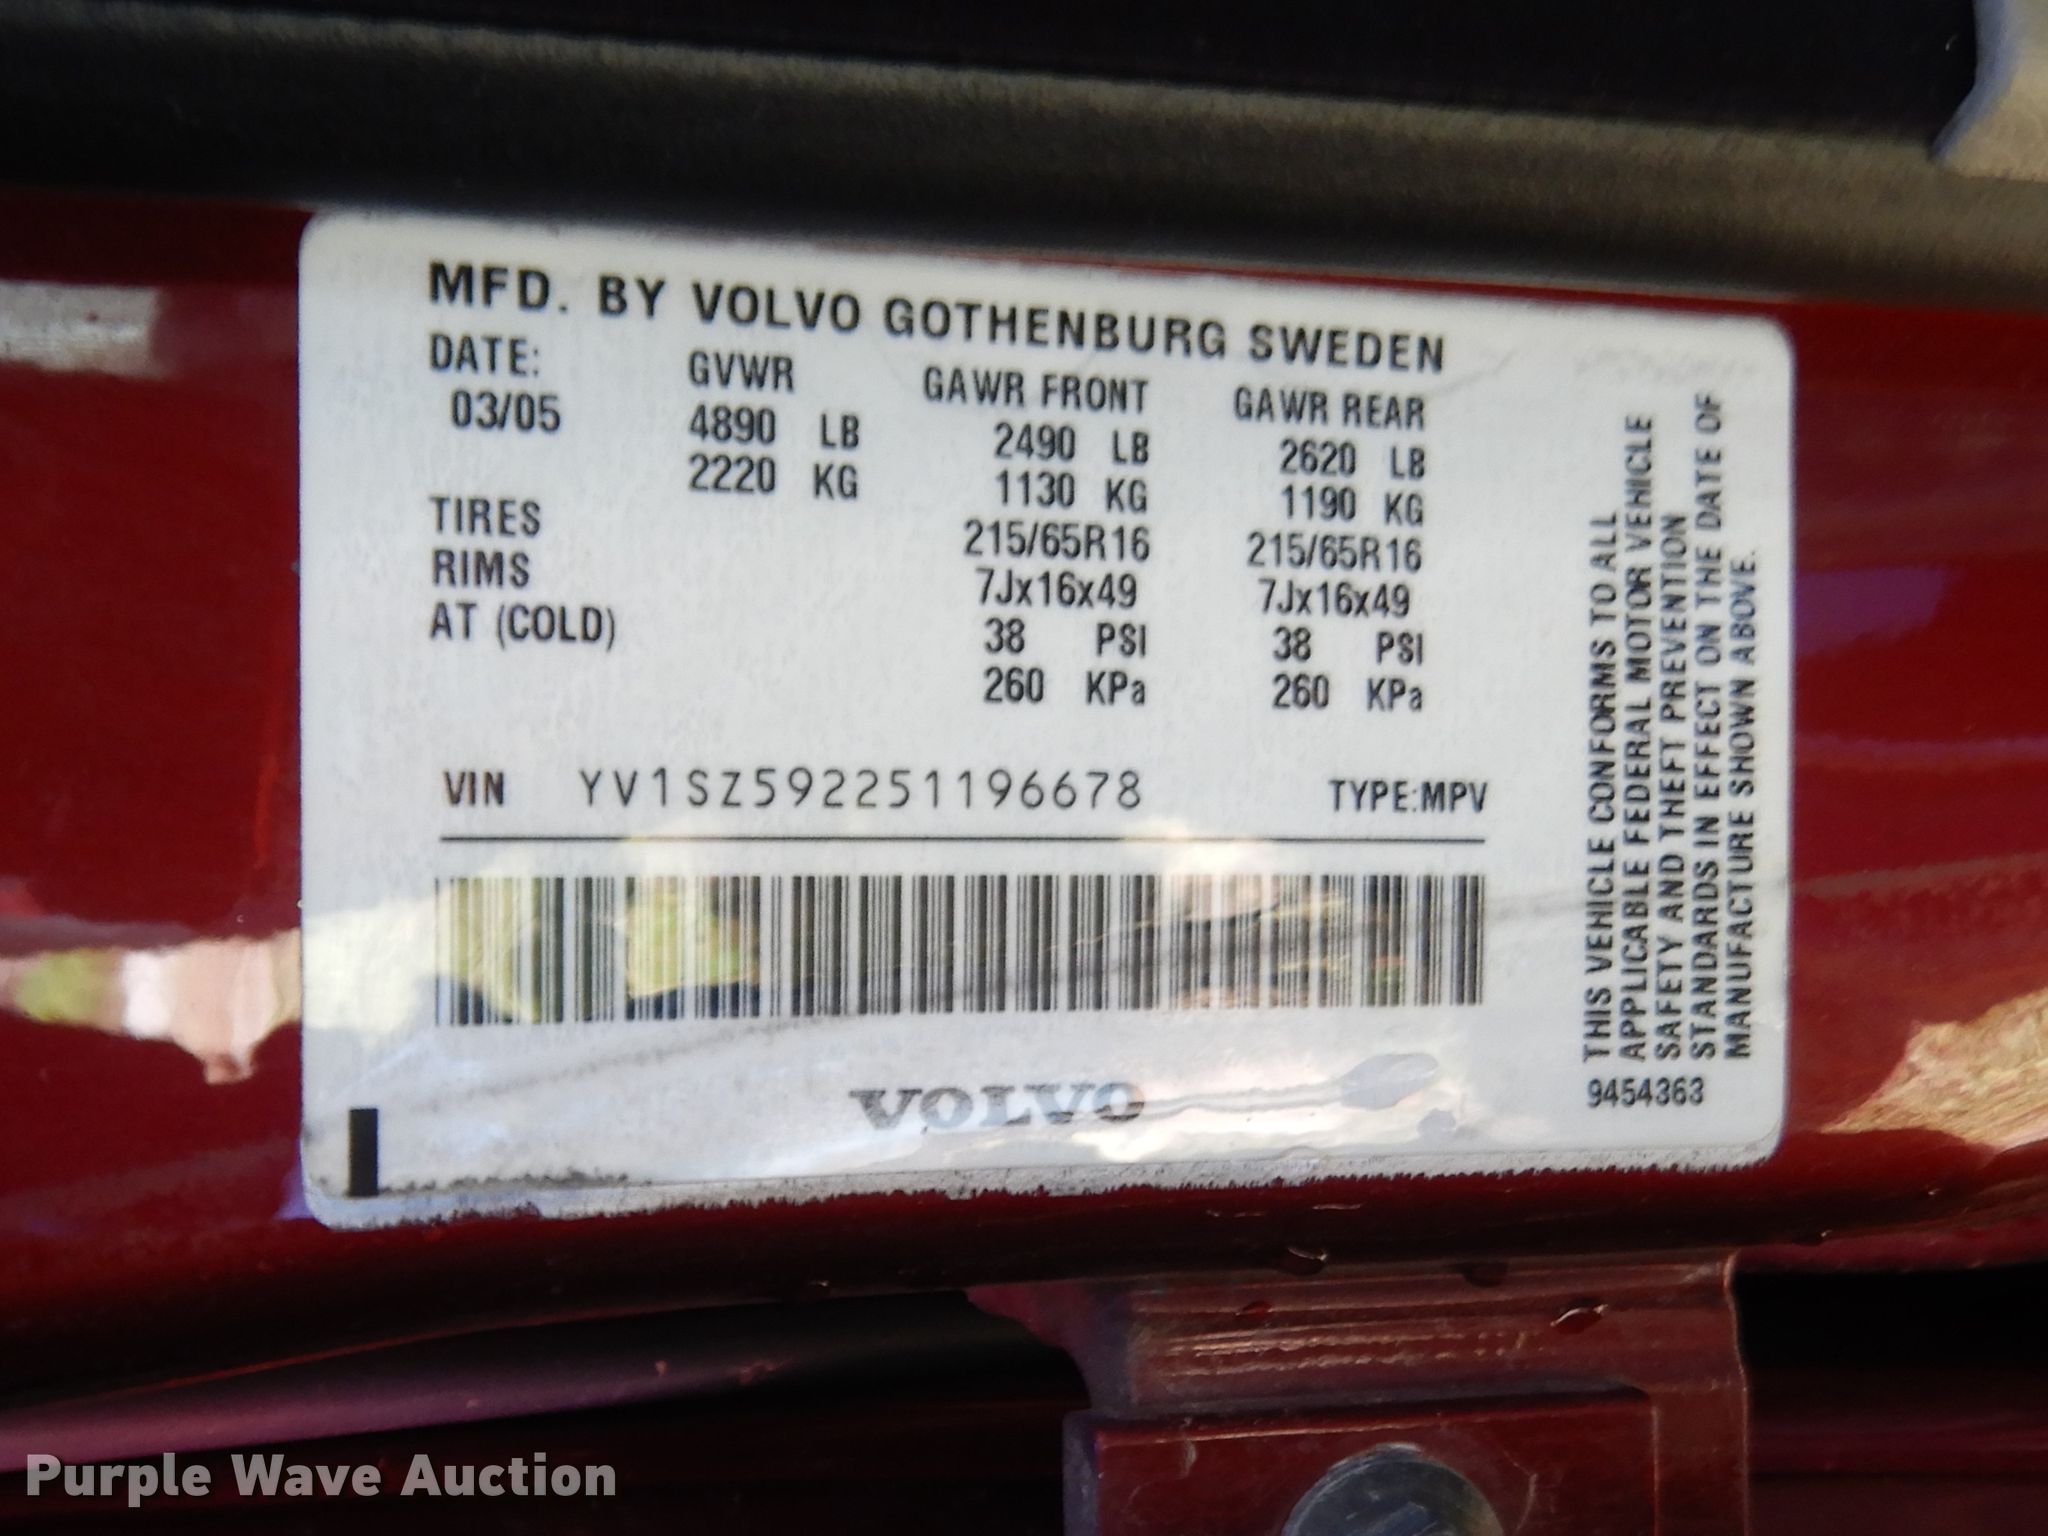 MFD. BY VOLVO GOTHENBURG SWEDEN
DATE: GVWR GAWR FRONT GAWR REAR
03/05 4890 LB 2490 LB 2620 LB
2220 KG 1130 KG 1190 KG
TIRES 215/65R16 215/65R16
RIMS 7Jx16x49 7Jx16x49
AT (COLD) 38 PSI 38 PSI
260 KPa 260 KPa
VIN YV1SZ592251196678 TYPE:MPV
VOLVO
THIS VEHICLE CONFORMS TO ALL
APPLICABLE FEDERAL MOTOR VEHICLE
SAFETY AND THEFT PREVENTION
STANDARDS IN EFFECT ON THE DATE OF
MANUFACTURE SHOWN ABOVE.
9454363
Purple Wave Auction